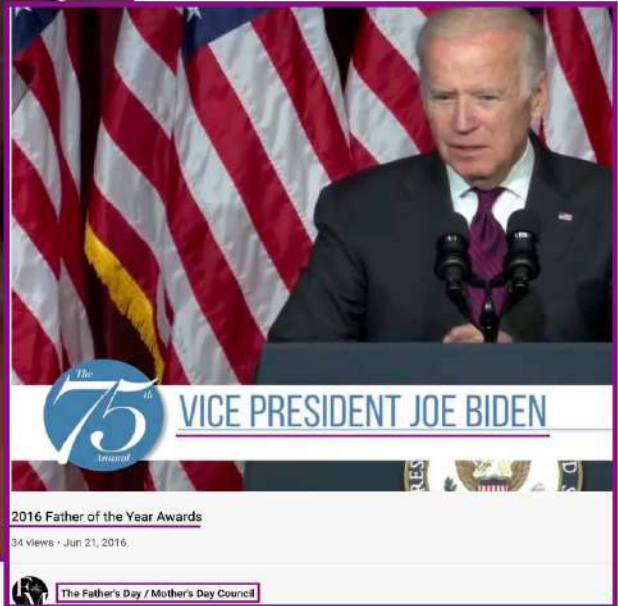 The
75th
Annual
VICE PRESIDENT JOE BIDEN
RES
D S
2016 Father of the Year Awards
34 views · Jun 21, 2016
The Father's Day / Mother's Day Council